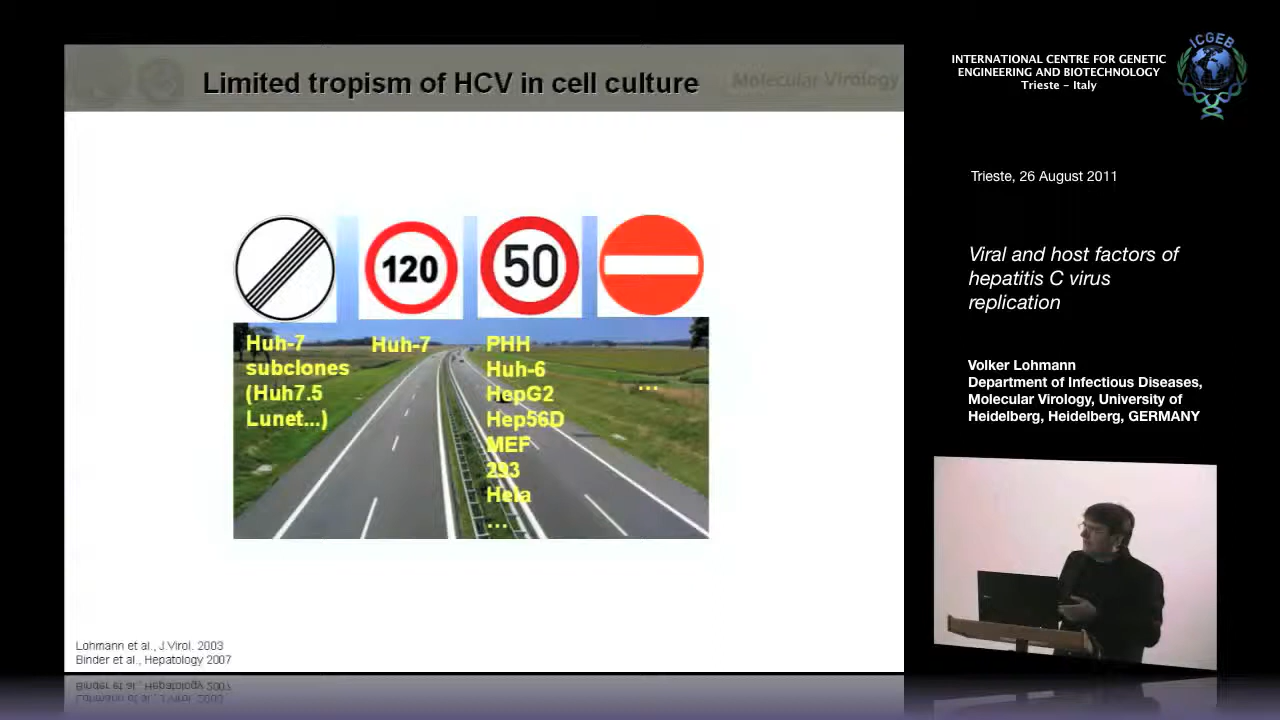 Limited tropism of HCV in cell culture
Molecular Virology
120
50
Huh-7
subclones
(Huh7.5
Lunet...)
Huh-7
PHH
Huh-6
HepG2
Hep56D
MEF
293
Hela
...
...
Lohmann et al., J.Virol. 2003
Binder et al., Hepatology 2007
INTERNATIONAL CENTRE FOR GENETIC
ENGINEERING AND BIOTECHNOLOGY
Trieste - Italy
ICGEB
Trieste, 26 August 2011
Viral and host factors of
hepatitis C virus
replication
Volker Lohmann
Department of Infectious Diseases,
Molecular Virology, University of
Heidelberg, Heidelberg, GERMANY